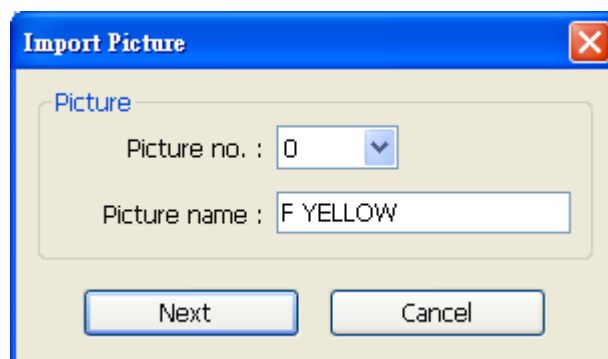 Import Picture
Picture
Picture no. : 0
Picture name : F YELLOW
Next Cancel